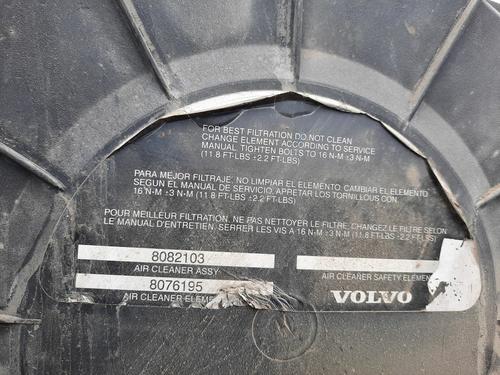 FOR BEST FILTRATION DO NOT CLEAN
CHANGE ELEMENT ACCORDING TO SERVICE
MANUAL. TIGHTEN BOLTS TO 16 N-M ±3 N-M
(11.8 FT-LBS ±2.2 FT-LBS)
PARA MEJOR FILTRAJE, NO LIMPIAR EL ELEMENTO, CAMBIAR EL ELEMENTO
SEGUN EL MANUAL DE SERVICIO, APRETAR LOS TORNILLOS CON
16 N-M ±3 N-M (11.8 FT-LBS ±2.2 FT-LBS)
POUR MEILLEUR FILTRATION, NE PAS NETTOYER LE FILTRE, CHANGEZ LE FILTRE SELON
LE MANUAL D'ENTRETIEN, SERRER LES VIS A 16 N-M ±3 N-M (11.8 FT-LBS ±2.2 FT-LBS)
8082103
AIR CLEANER ASSY
AIR CLEANER SAFETY ELEMENT
8076195
AIR CLEANER ELEME
VOLVO